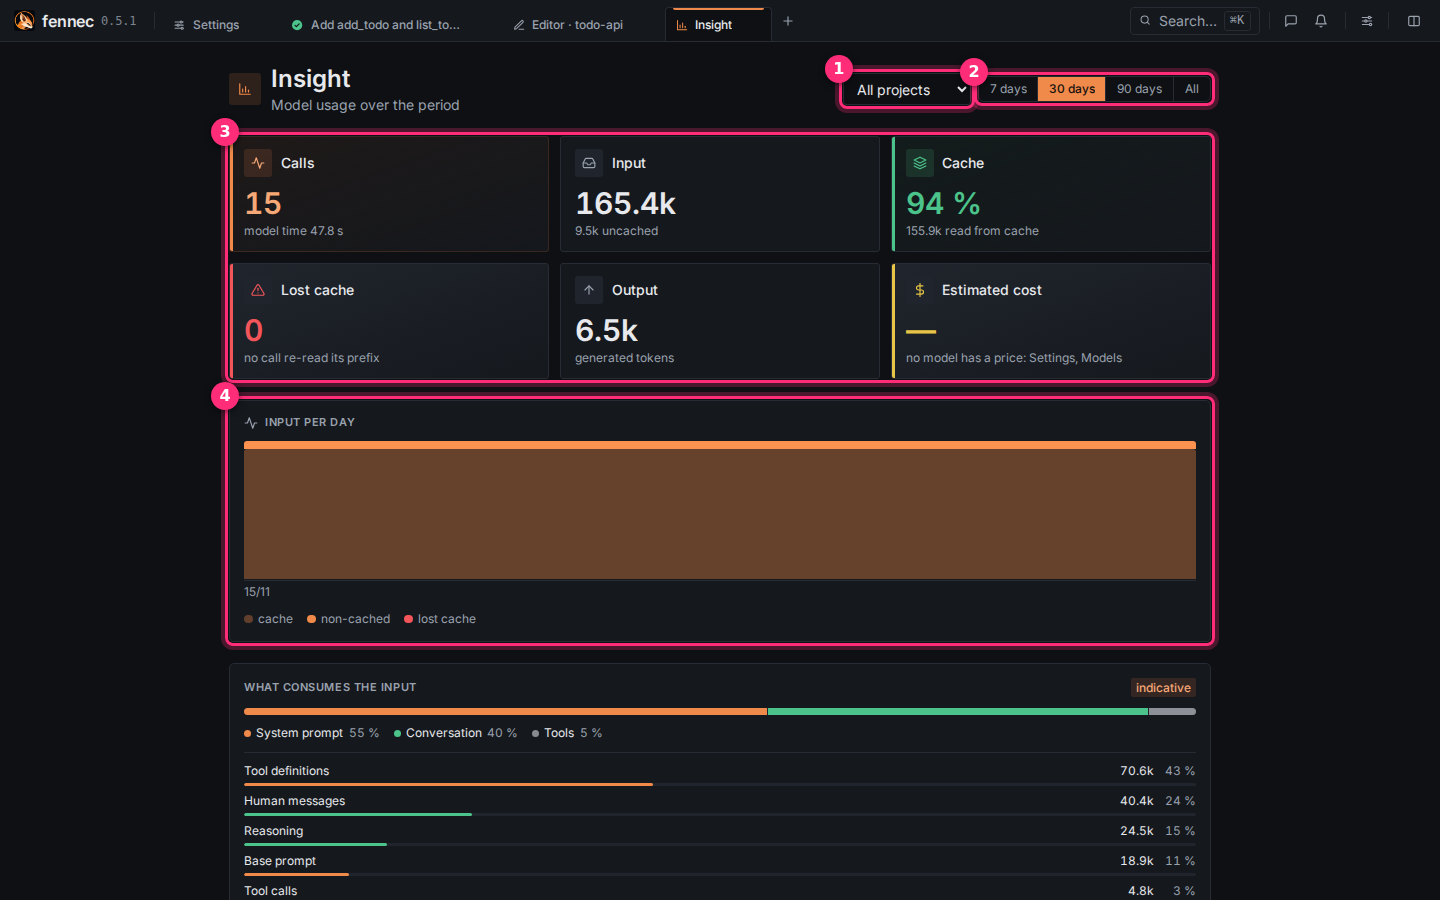 fennec 0.5.1
Settings
Add add_todo and list_to...
Editor · todo-api
Insight
Search... ⌘K
Insight
Model usage over the period
1
All projects
2
7 days 30 days 90 days All
3
Calls
15
model time 47.8 s
Input
165.4k
9.5k uncached
Cache
94 %
155.9k read from cache
Lost cache
0
no call re-read its prefix
Output
6.5k
generated tokens
Estimated cost
—
no model has a price: Settings, Models
4
INPUT PER DAY
15/11
cache non-cached lost cache
WHAT CONSUMES THE INPUT indicative
System prompt 55 % Conversation 40 % Tools 5 %
Tool definitions 70.6k 43 %
Human messages 40.4k 24 %
Reasoning 24.5k 15 %
Base prompt 18.9k 11 %
Tool calls 4.8k 3 %